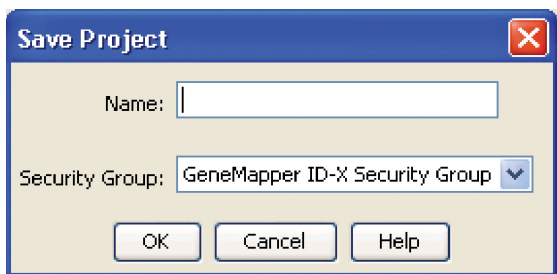 Save Project
Name:
Security Group: GeneMapper ID-X Security Group
OK Cancel Help